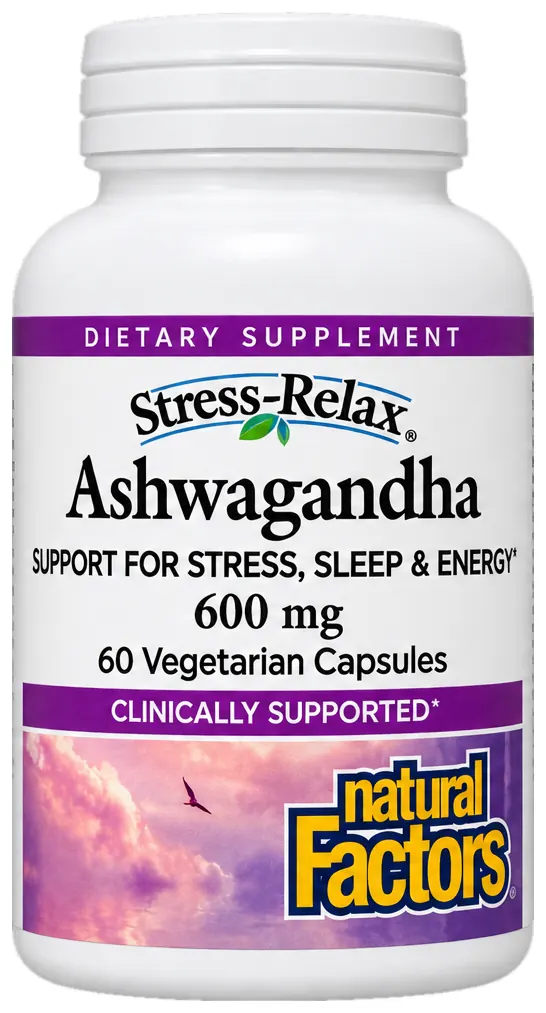 DIETARY SUPPLEMENT
Stress-Relax®
Ashwagandha
SUPPORT FOR STRESS, SLEEP & ENERGY*
600 mg
60 Vegetarian Capsules
CLINICALLY SUPPORTED*
natural
Factors®